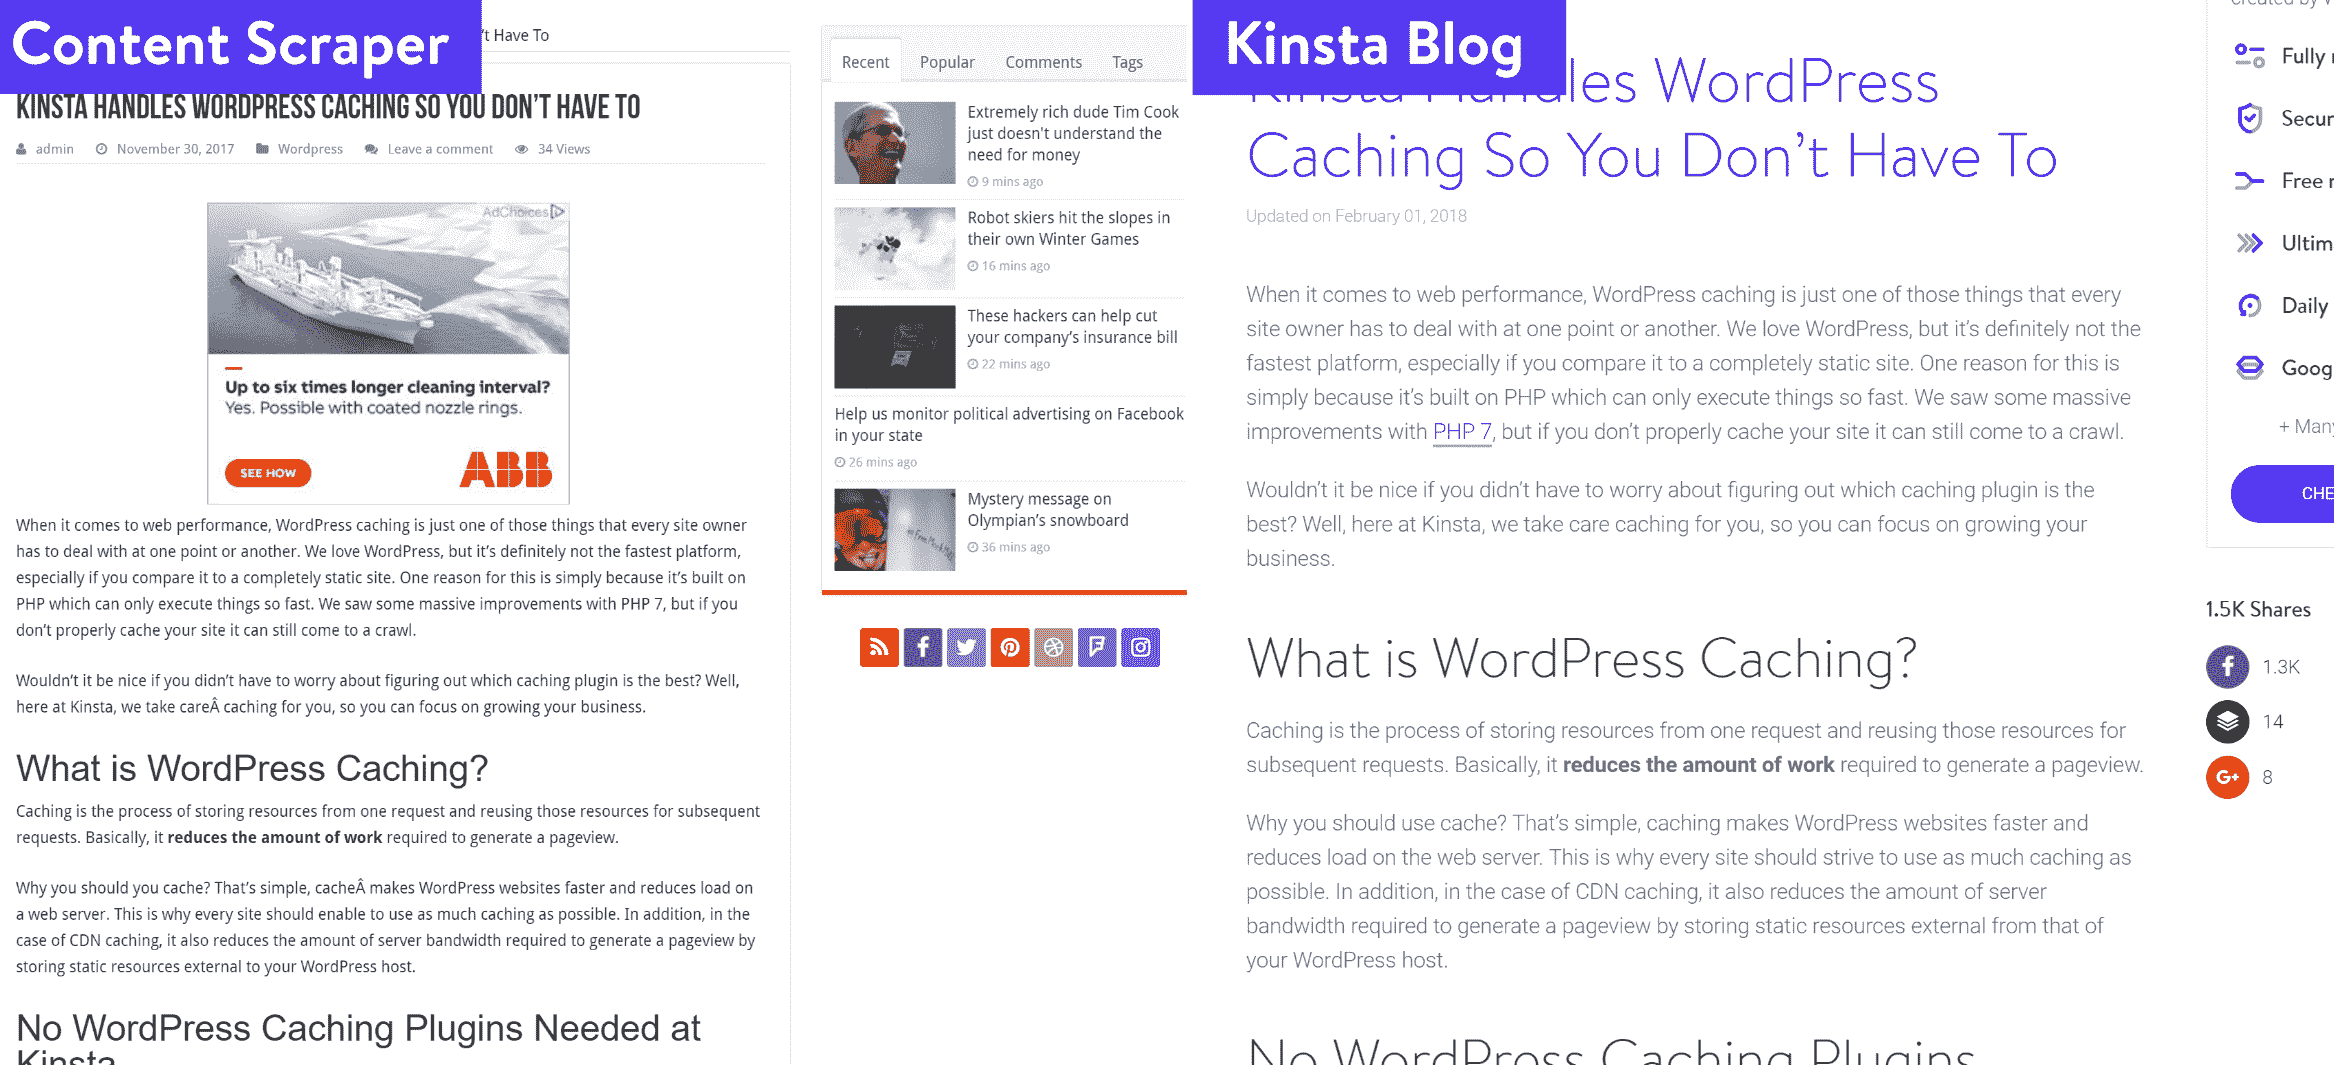 Content Scraper
't Have To
KINSTA HANDLES WORDPRESS CACHING SO YOU DON'T HAVE TO
admin November 30, 2017 Wordpress Leave a comment 34 Views
AdChoices
Up to six times longer cleaning interval?
Yes. Possible with coated nozzle rings.
SEE HOW
ABB
When it comes to web performance, WordPress caching is just one of those things that every site owner
has to deal with at one point or another. We love WordPress, but it's definitely not the fastest platform,
especially if you compare it to a completely static site. One reason for this is simply because it's built on
PHP which can only execute things so fast. We saw some massive improvements with PHP 7, but if you
don't properly cache your site it can still come to a crawl.
Wouldn't it be nice if you didn't have to worry about figuring out which caching plugin is the best? Well,
here at Kinsta, we take careÂ caching for you, so you can focus on growing your business.
What is WordPress Caching?
Caching is the process of storing resources from one request and reusing those resources for subsequent
requests. Basically, it reduces the amount of work required to generate a pageview.
Why you should you cache? That's simple, cacheÂ makes WordPress websites faster and reduces load on
a web server. This is why every site should enable to use as much caching as possible. In addition, in the
case of CDN caching, it also reduces the amount of server bandwidth required to generate a pageview by
storing static resources external to your WordPress host.
No WordPress Caching Plugins Needed at
Kinsta
Recent Popular Comments Tags
Extremely rich dude Tim Cook
just doesn't understand the
need for money
9 mins ago
Robot skiers hit the slopes in
their own Winter Games
16 mins ago
These hackers can help cut
your company's insurance bill
22 mins ago
Help us monitor political advertising on Facebook
in your state
26 mins ago
Mystery message on
Olympian's snowboard
36 mins ago
Kinsta Blog
Kinsta Handles WordPress
Caching So You Don't Have To
Updated on February 01, 2018
When it comes to web performance, WordPress caching is just one of those things that every
site owner has to deal with at one point or another. We love WordPress, but it's definitely not the
fastest platform, especially if you compare it to a completely static site. One reason for this is
simply because it's built on PHP which can only execute things so fast. We saw some massive
improvements with PHP 7, but if you don't properly cache your site it can still come to a crawl.
Wouldn't it be nice if you didn't have to worry about figuring out which caching plugin is the
best? Well, here at Kinsta, we take care caching for you, so you can focus on growing your
business.
What is WordPress Caching?
Caching is the process of storing resources from one request and reusing those resources for
subsequent requests. Basically, it reduces the amount of work required to generate a pageview.
Why you should use cache? That's simple, caching makes WordPress websites faster and
reduces load on the web server. This is why every site should strive to use as much caching as
possible. In addition, in the case of CDN caching, it also reduces the amount of server
bandwidth required to generate a pageview by storing static resources external from that of
your WordPress host.
No WordPress Caching Plugins
created by
Fully
Secur
Free
Ultim
Daily
Goog
+ Many
CHE
1.5K Shares
1.3K
14
G+ 8